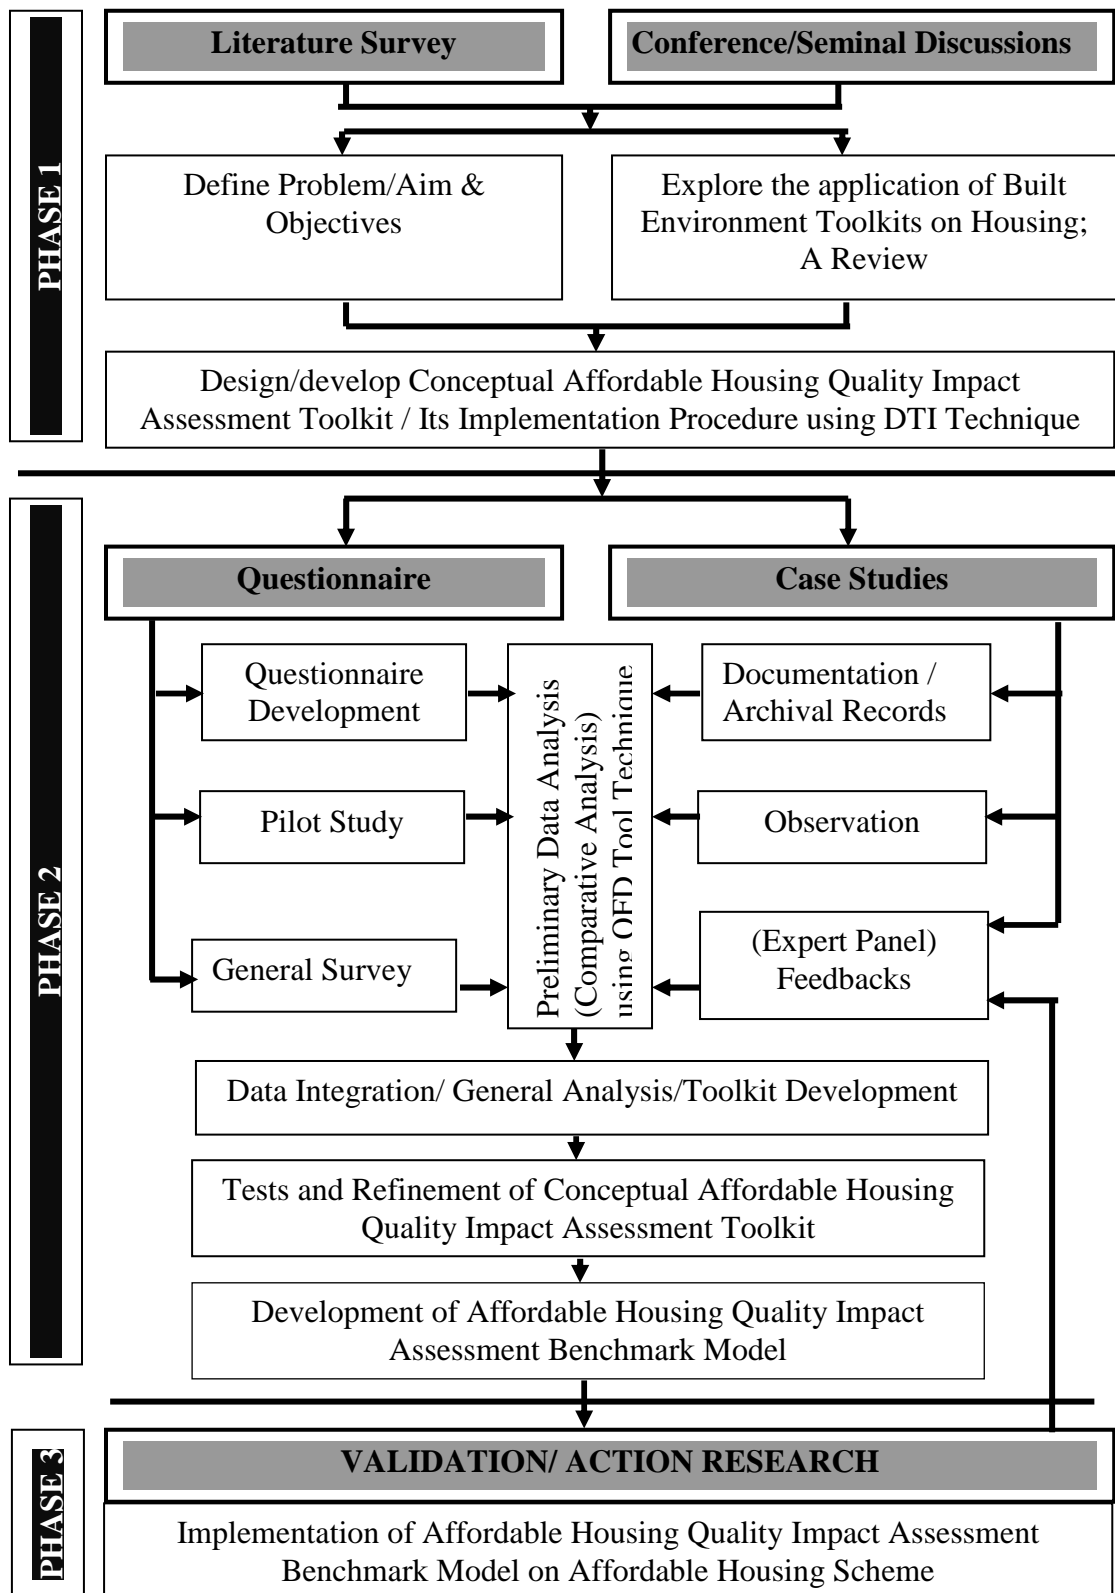 PHASE 1
Literature Survey
Conference/Seminal Discussions
Define Problem/Aim &
Objectives
Explore the application of Built
Environment Toolkits on Housing;
A Review
Design/develop Conceptual Affordable Housing Quality Impact
Assessment Toolkit / Its Implementation Procedure using DTI Technique
PHASE 2
Questionnaire
Case Studies
Questionnaire
Development
Pilot Study
General Survey
Preliminary Data Analysis
(Comparative Analysis)
using QFD Tool Technique
Documentation /
Archival Records
Observation
(Expert Panel)
Feedbacks
Data Integration/ General Analysis/Toolkit Development
Tests and Refinement of Conceptual Affordable Housing
Quality Impact Assessment Toolkit
Development of Affordable Housing Quality Impact
Assessment Benchmark Model
PHASE 3
VALIDATION/ ACTION RESEARCH
Implementation of Affordable Housing Quality Impact Assessment
Benchmark Model on Affordable Housing Scheme